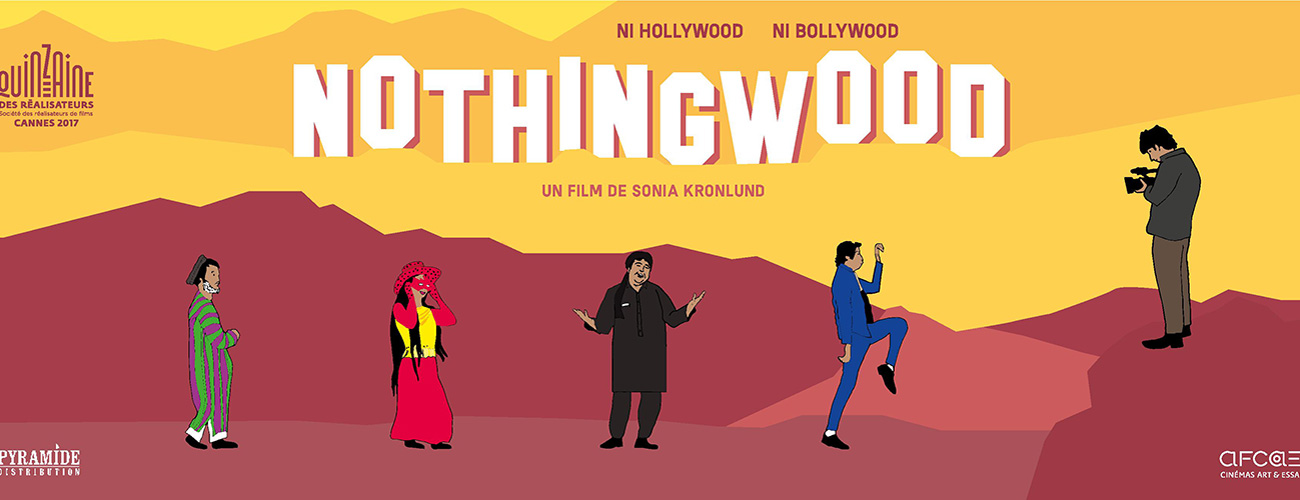 NI HOLLYWOOD NI BOLLYWOOD
NOTHINGWOOD
UN FILM DE SONIA KRONLUND
QUINZAINE
DES RÉALISATEURS
Société des réalisateurs de films
CANNES 2017
PYRAMIDE
DISTRIBUTION
afcae
CINÉMAS ART & ESSA